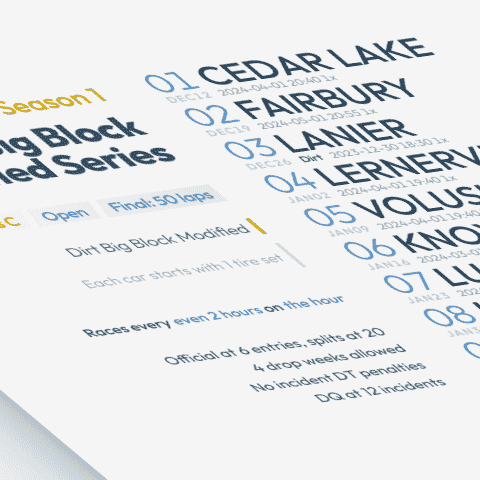 Season 1
Big Block
Series
C Open Final: 50 laps
Dirt Big Block Modified
Each car starts with 1 tire set
Races every even 2 hours on the hour
Official at 6 entries, splits at 20
4 drop weeks allowed
No incident DT penalties
DQ at 12 incidents
01 CEDAR LAKE
DEC12 2024-04-01 20:40 1x
02 FAIRBURY
DEC19 2024-05-01 20:55 1x
03 LANIER
DEC26 Dirt 2023-12-30 18:30 1x
04 LERNERV
JAN02 2024-04-01 19:40 1x
05 VOLUS
JAN09 2024-04-01 19:40
06 KNO
JAN16 2024-03-0
07 LU
JAN23 202
08
JAN3